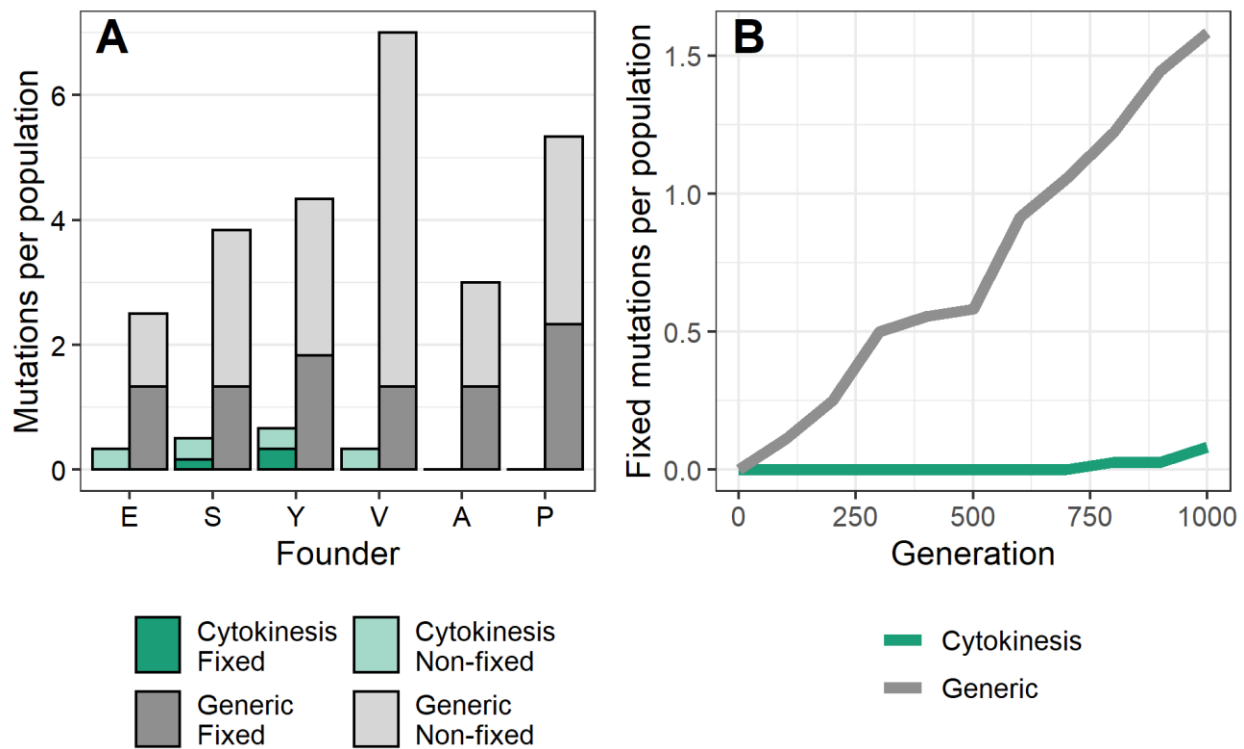 A
Mutations per population
6
4
2
0
E S Y V A P
Founder
Cytokinesis
Fixed
Cytokinesis
Non-fixed
Generic
Fixed
Generic
Non-fixed
B
Fixed mutations per population
1.5
1.0
0.5
0.0
0 250 500 750 1000
Generation
Cytokinesis
Generic